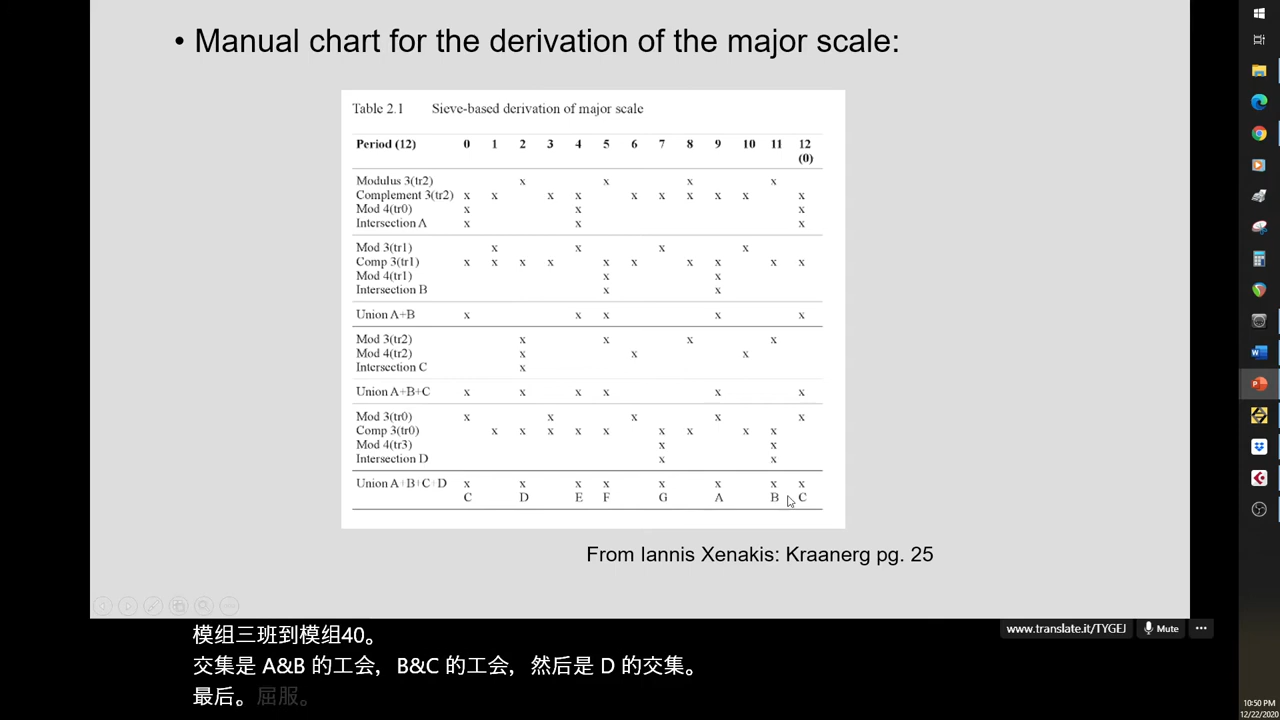 • Manual chart for the derivation of the major scale:
Table 2.1 Sieve-based derivation of major scale
Period (12) 0 1 2 3 4 5 6 7 8 9 10 11 12
(0)
Modulus 3(tr2) x x x x
Complement 3(tr2) x x x x x x x x x x
Mod 4(tr0) x x x
Intersection A x x x
Mod 3(tr1) x x x x
Comp 3(tr1) x x x x x x x x x x
Mod 4(tr1) x x
Intersection B x x
Union A+B x x x x x
Mod 3(tr2) x x x x
Mod 4(tr2) x x x
Intersection C x
Union A+B+C x x x x x x
Mod 3(tr0) x x x x x
Comp 3(tr0) x x x x x x x x x
Mod 4(tr3) x x
Intersection D x x
Union A+B+C+D x x x x x x x x
C D E F G A B C
From Iannis Xenakis: Kraanerg pg. 25
模组三班到模组40。
交集是 A&B 的工会，B&C 的工会，然后是 D 的交集。
最后。屈服。
www.translate.it/TYGEJ Mute
10:50 PM
12/22/2020